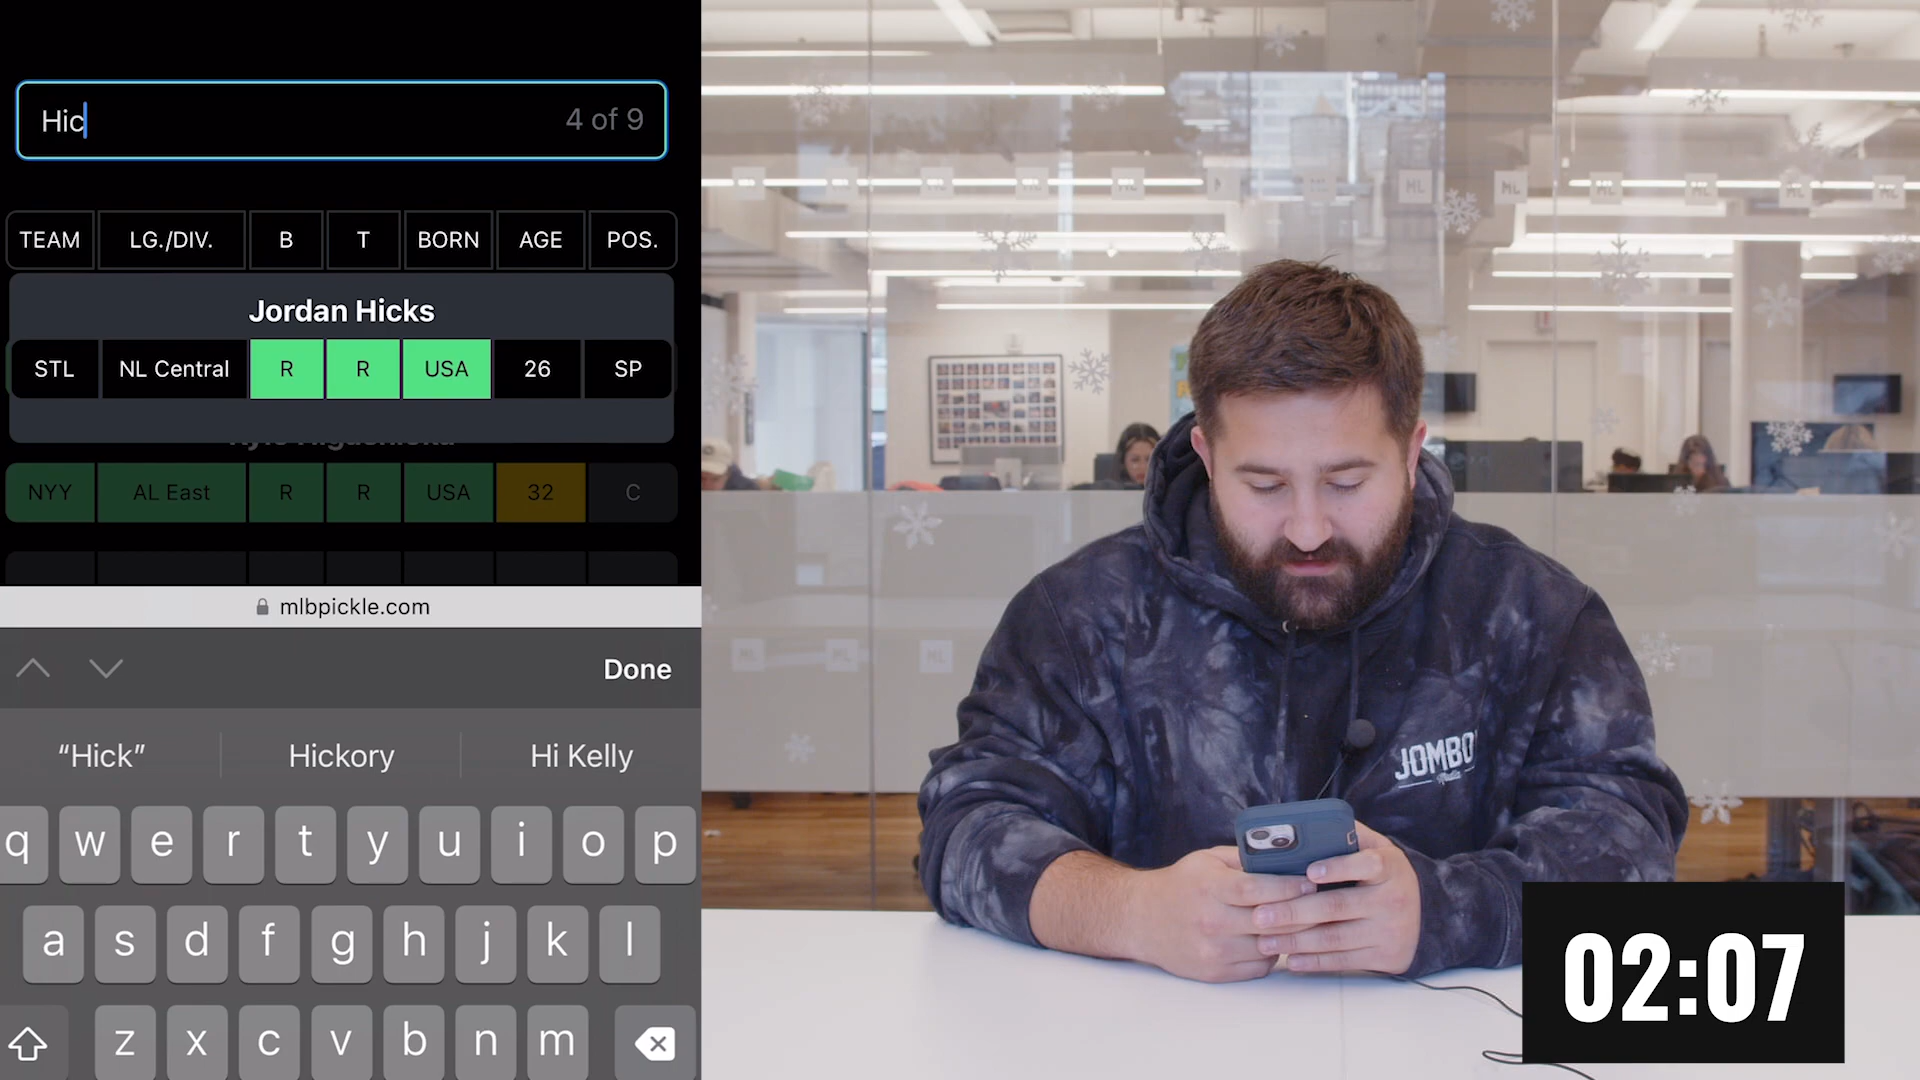 Hic
4 of 9
TEAM LG./DIV. B T BORN AGE POS.
Jordan Hicks
STL NL Central R R USA 26 SP
NYY AL East R R USA 32 C
mlbpickle.com
Done
“Hick” Hickory Hi Kelly
q w e r t y u i o p
a s d f g h j k l
z x c v b n m
JOMBO
Media
02:07